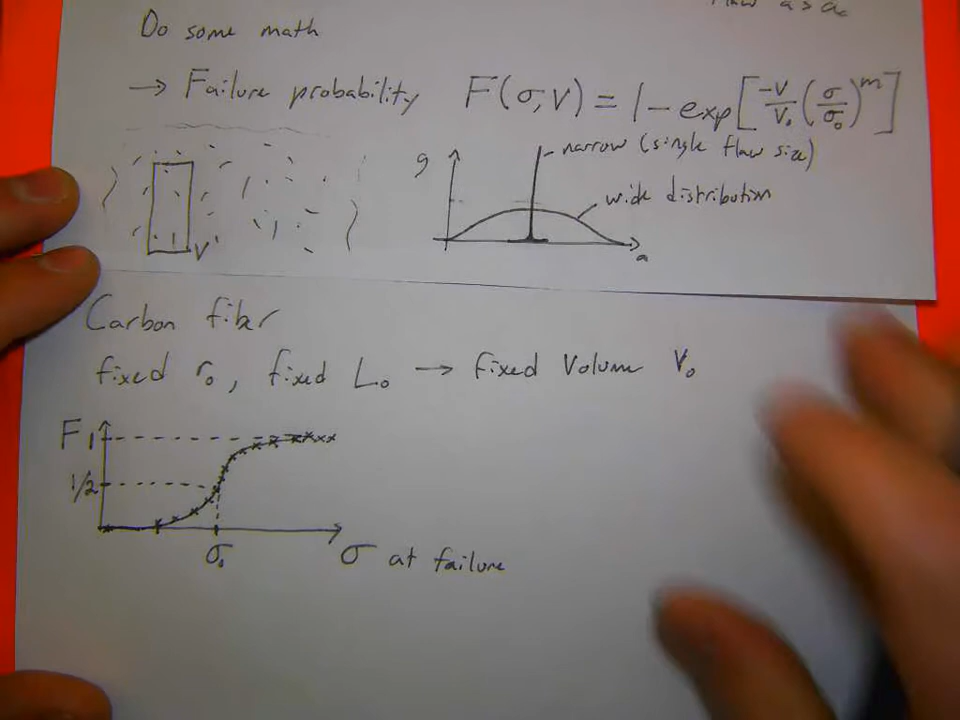 flaw a > a꜀
Do some math
→ Failure probability F(σ,V) = 1 - exp[-V/V₀ (σ/σ₀)^m]
g
narrow (single flaw size)
wide distribution
V
a
Carbon fiber
fixed r₀, fixed L₀ → fixed Volume V₀
F 1
1/2
σ₀
σ at failure